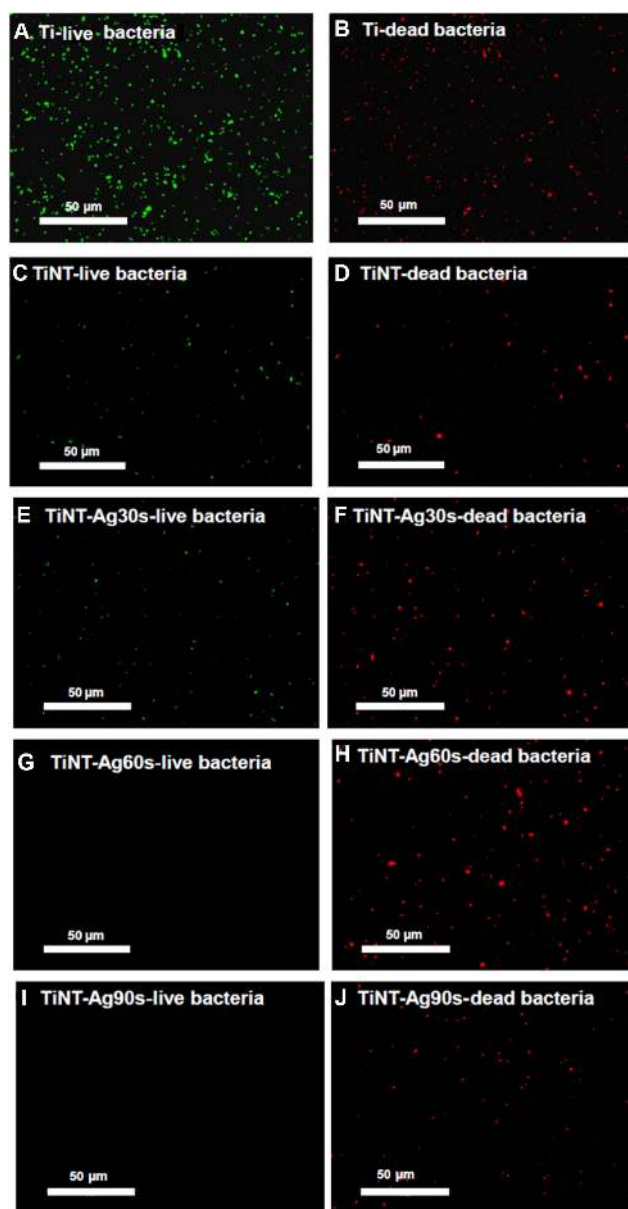 A Ti-live bacteria
50 µm
B Ti-dead bacteria
50 µm
C TiNT-live bacteria
50 µm
D TiNT-dead bacteria
50 µm
E TiNT-Ag30s-live bacteria
50 µm
F TiNT-Ag30s-dead bacteria
50 µm
G TiNT-Ag60s-live bacteria
50 µm
H TiNT-Ag60s-dead bacteria
50 µm
I TiNT-Ag90s-live bacteria
50 µm
J TiNT-Ag90s-dead bacteria
50 µm